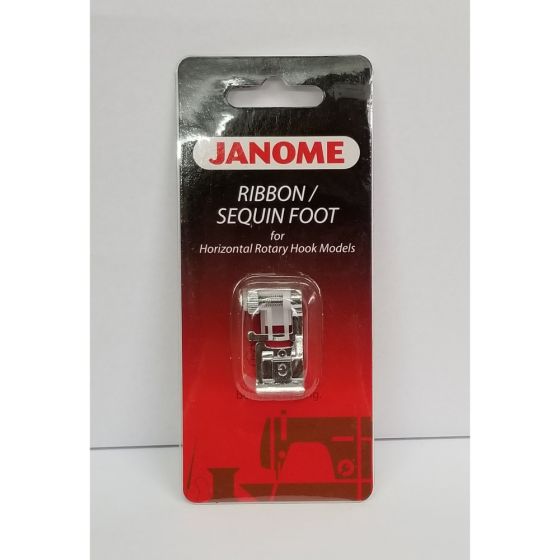 JANOME
RIBBON/
SEQUIN FOOT
for
Horizontal Rotary Hook Models